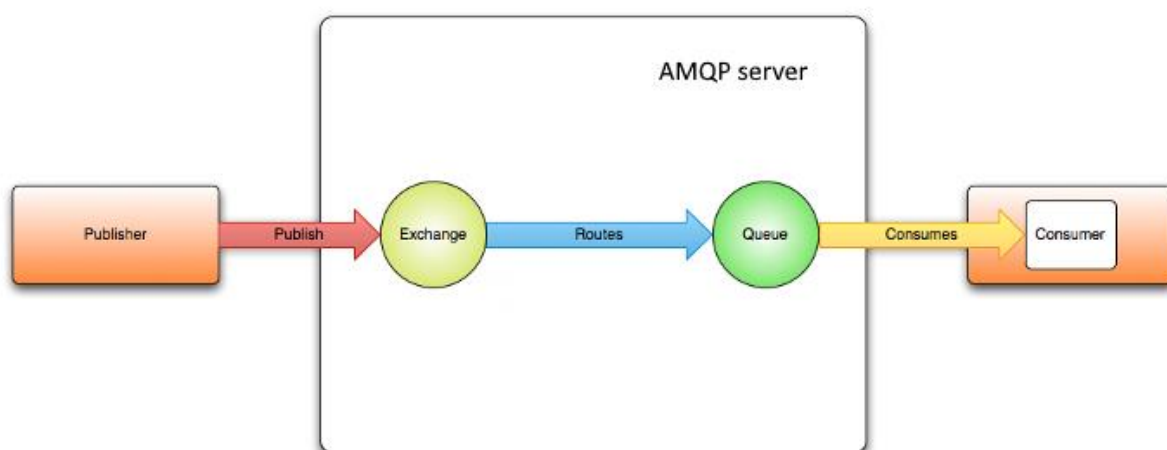 AMQP server
Publisher
Publish
Exchange
Routes
Queue
Consumes
Consumer